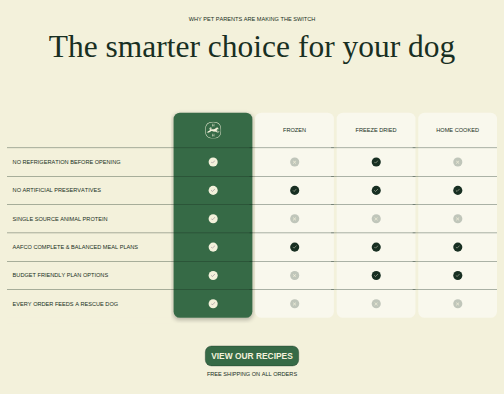 WHY PET PARENTS ARE MAKING THE SWITCH
The smarter choice for your dog
FROZEN
FREEZE DRIED
HOME COOKED
NO REFRIGERATION BEFORE OPENING
NO ARTIFICIAL PRESERVATIVES
SINGLE SOURCE ANIMAL PROTEIN
AAFCO COMPLETE & BALANCED MEAL PLANS
BUDGET FRIENDLY PLAN OPTIONS
EVERY ORDER FEEDS A RESCUE DOG
VIEW OUR RECIPES
FREE SHIPPING ON ALL ORDERS